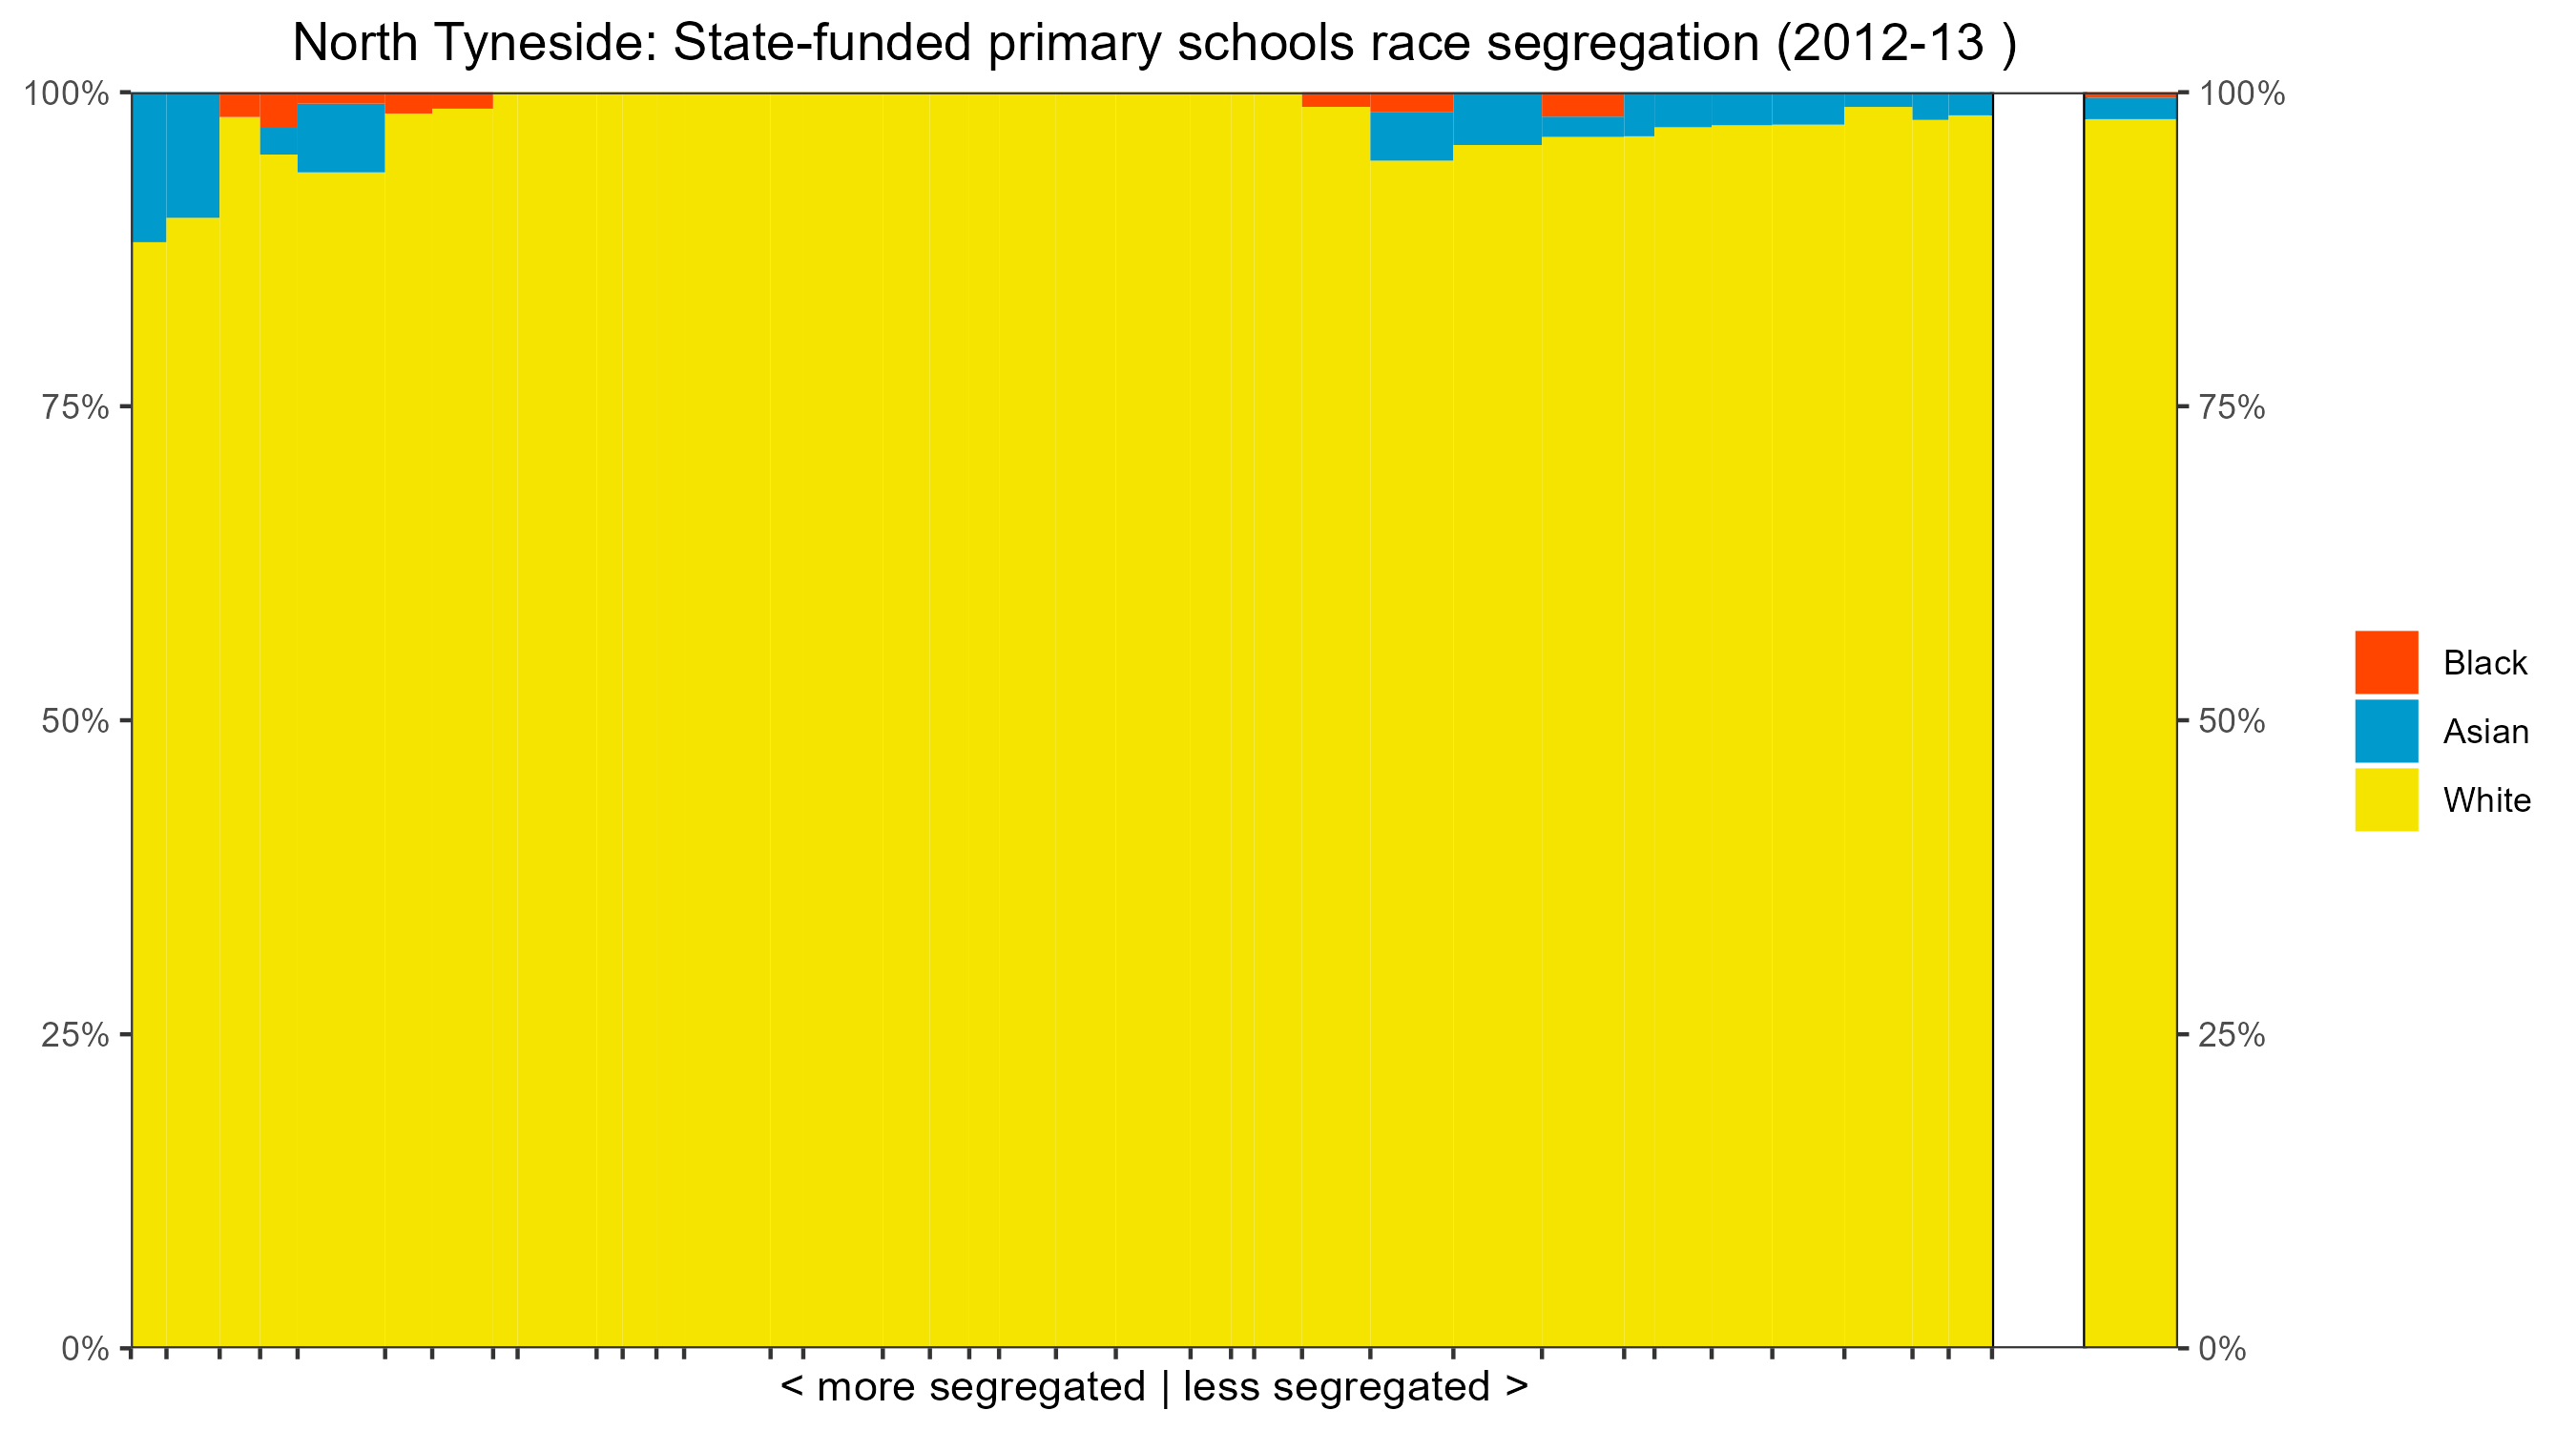 North Tyneside: State-funded primary schools race segregation (2012-13 )
100%
75%
50%
25%
0%
100%
75%
50%
25%
0%
Black
Asian
White
< more segregated | less segregated >